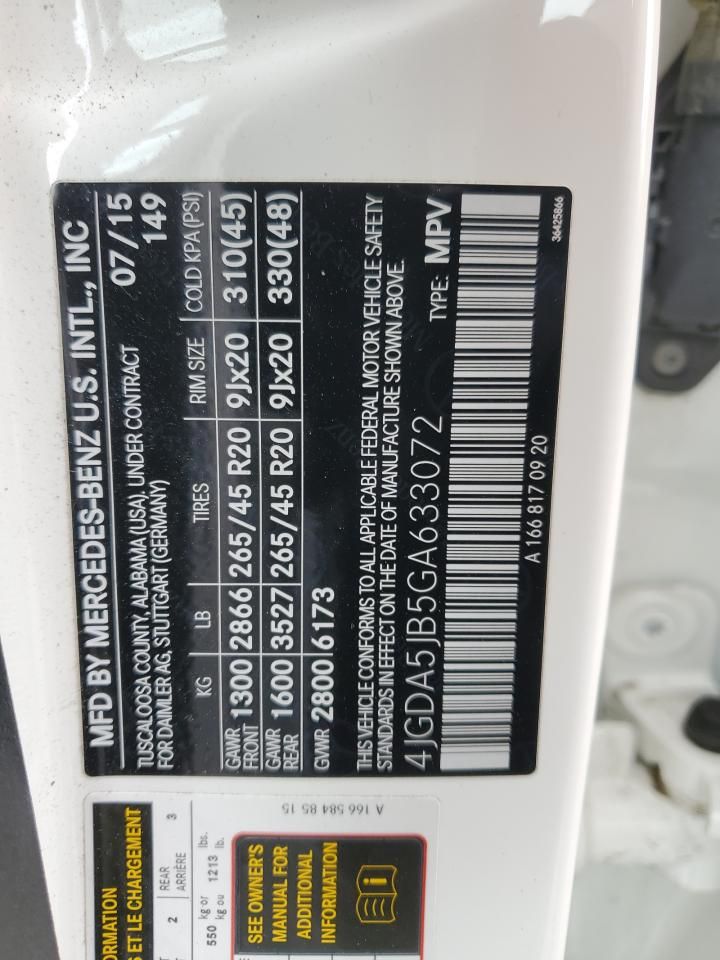 MFD BY MERCEDES-BENZ U.S. INTL., INC
TUSCALOOSA COUNTY, ALABAMA (USA), UNDER CONTRACT 07/15
FOR DAIMLER AG, STUTTGART (GERMANY) 149
KG LB TIRES RIM SIZE COLD KPA (PSI)
GAWR FRONT 1300 2866 265/45 R20 9Jx20 310(45)
GAWR REAR 1600 3527 265/45 R20 9Jx20 330(48)
GVWR 2800 6173
THIS VEHICLE CONFORMS TO ALL APPLICABLE FEDERAL MOTOR VEHICLE SAFETY
STANDARDS IN EFFECT ON THE DATE OF MANUFACTURE SHOWN ABOVE.
4JGDA5JB5GA633072 TYPE: MPV
A 166 817 09 20
36425866
ORMATION
ET LE CHARGEMENT
2 REAR 3
ARRIÈRE
550 kg or 1213 lbs.
kg ou lb.
SEE OWNER'S
MANUAL FOR
ADDITIONAL
INFORMATION
A 166 584 85 15